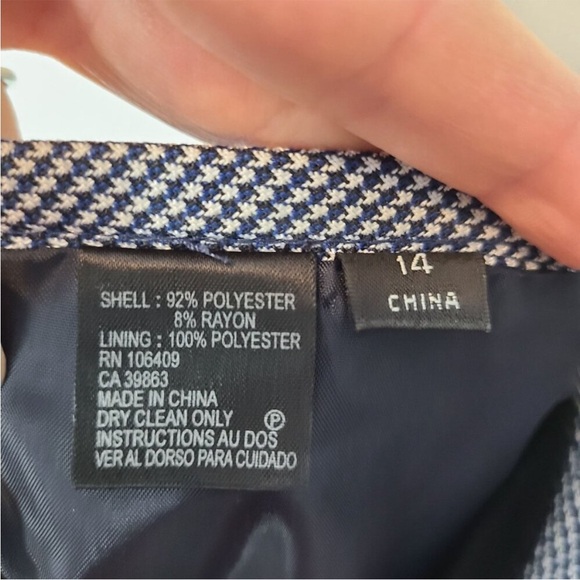 SHELL : 92% POLYESTER
8% RAYON
LINING : 100% POLYESTER
RN 106409
CA 39863
MADE IN CHINA
DRY CLEAN ONLY Ⓟ
INSTRUCTIONS AU DOS
VER AL DORSO PARA CUIDADO
14
CHINA